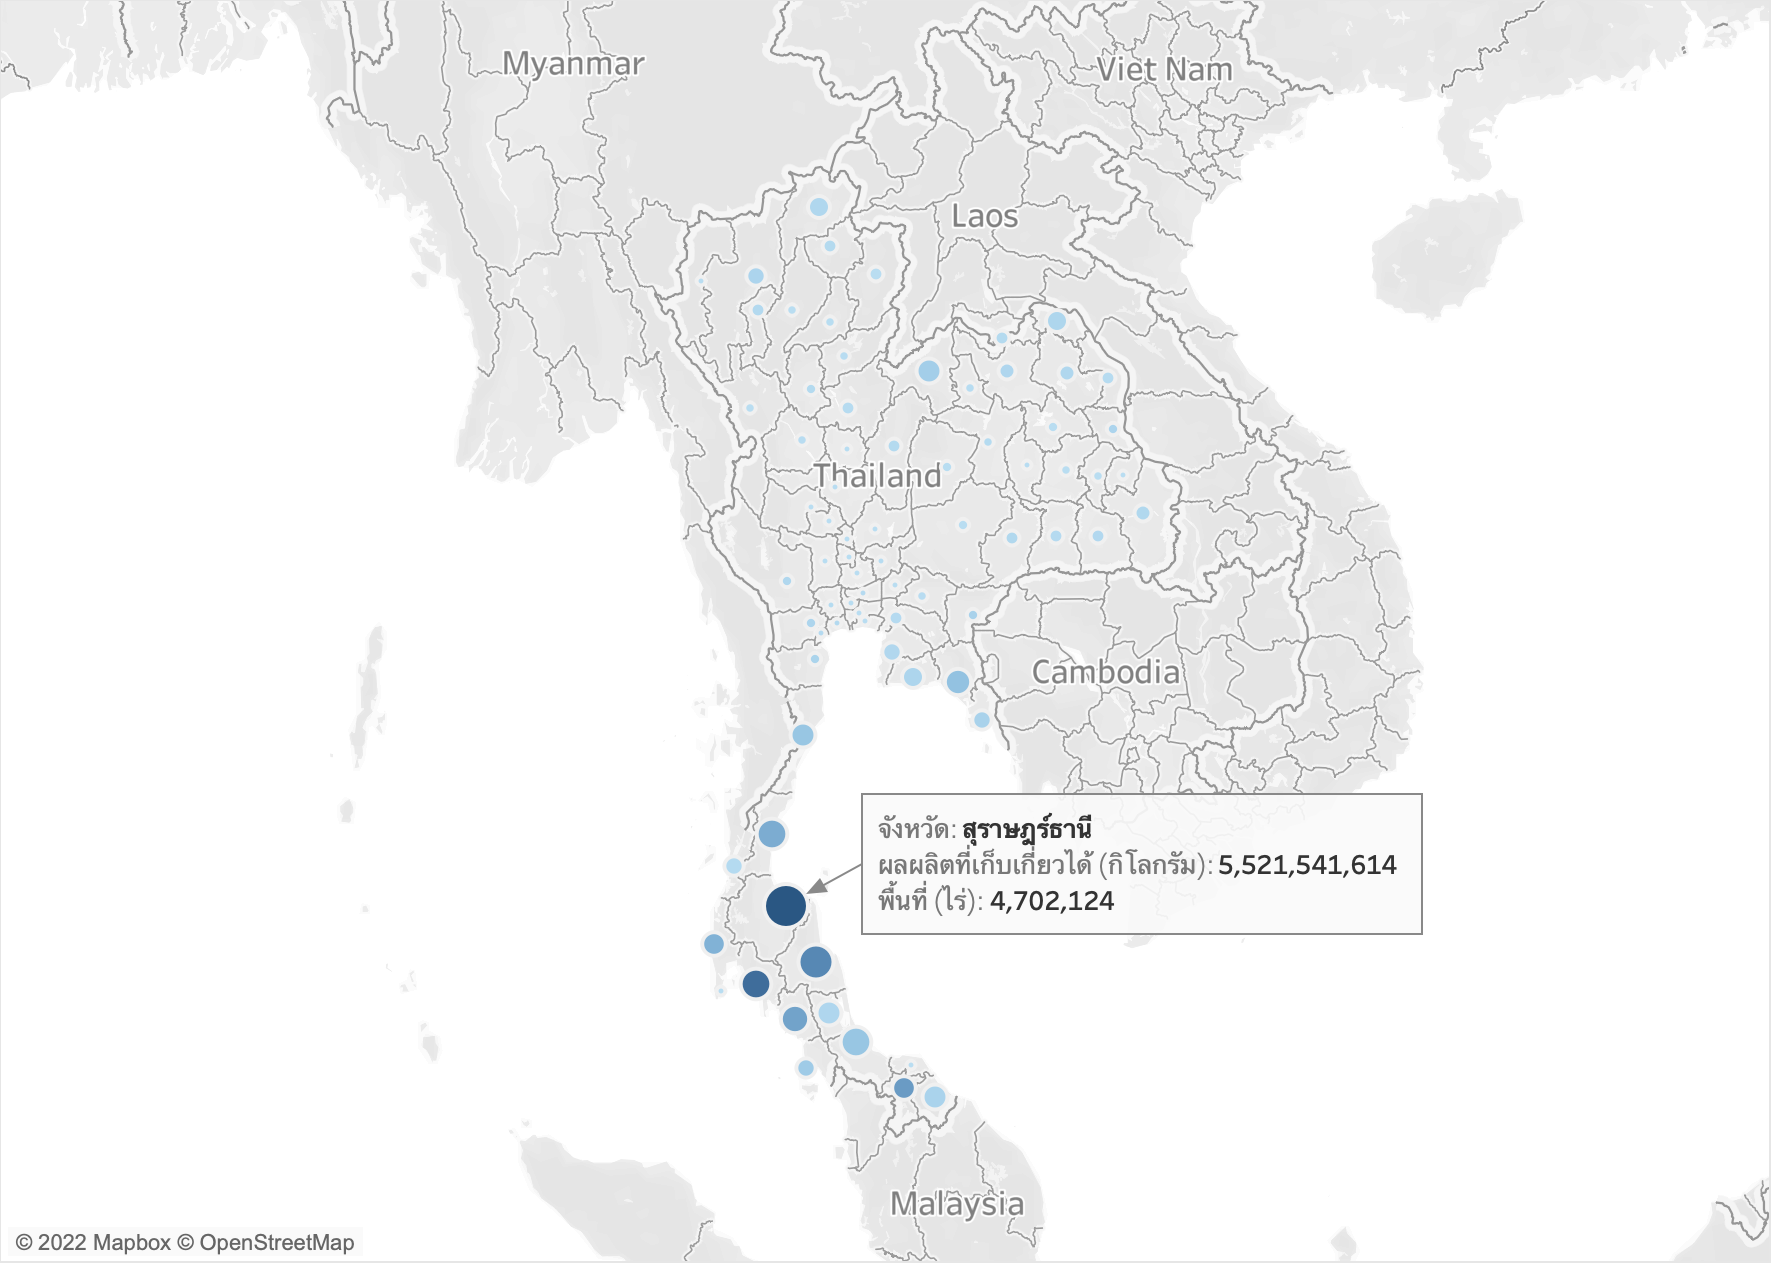 Myanmar
Viet Nam
Laos
Thailand
Cambodia
จังหวัด: สุราษฎร์ธานี
ผลผลิตที่เก็บเกี่ยวได้ (กิโลกรัม): 5,521,541,614
พื้นที่ (ไร่): 4,702,124
Malaysia
© 2022 Mapbox © OpenStreetMap